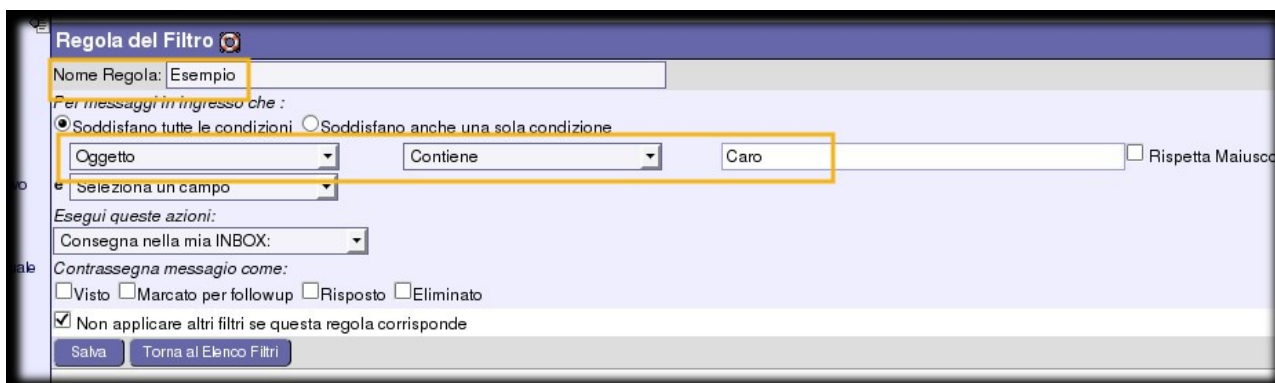 Regola del Filtro
Nome Regola: Esempio
Per messaggi in ingresso che :
Soddisfano tutte le condizioni Soddisfano anche una sola condizione
Oggetto Contiene Caro Rispetta Maiusco
e Seleziona un campo
Esegui queste azioni:
Consegna nella mia INBOX:
Contrassegna messagio come:
Visto Marcato per followup Risposto Eliminato
Non applicare altri filtri se questa regola corrisponde
Salva Torna al Elenco Filtri